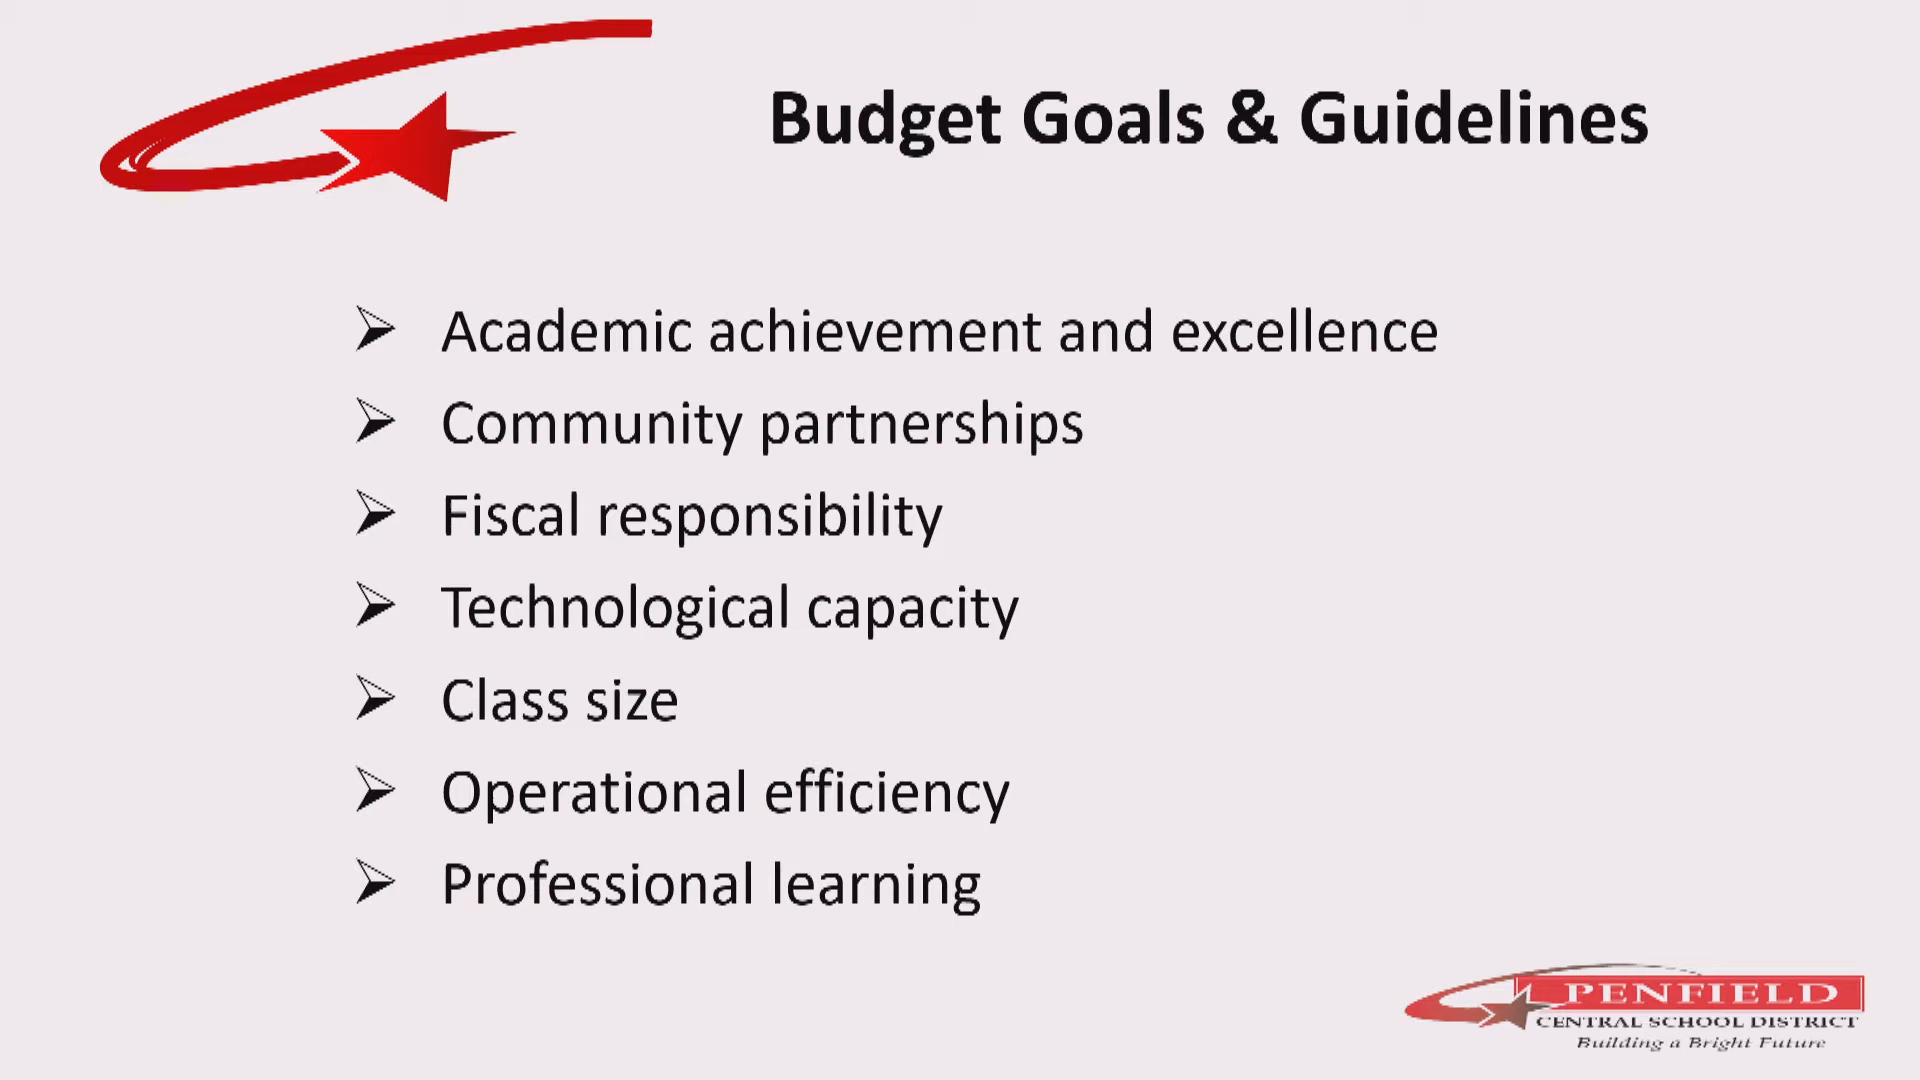 Budget Goals & Guidelines
Academic achievement and excellence
Community partnerships
Fiscal responsibility
Technological capacity
Class size
Operational efficiency
Professional learning
PENFIELD
CENTRAL SCHOOL DISTRICT
Building a Bright Future